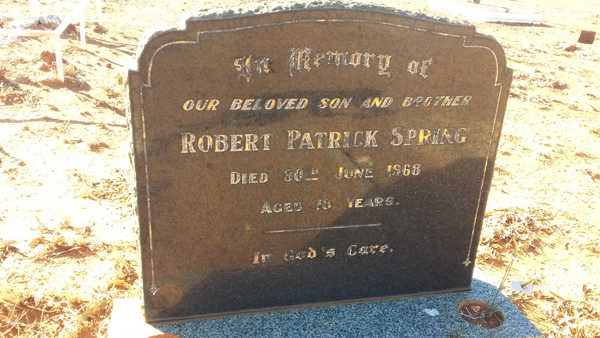 In Memory of
OUR BELOVED SON AND BROTHER
ROBERT PATRICK SPRING
DIED 30TH JUNE 1968
AGED YEARS.
In God's Care.